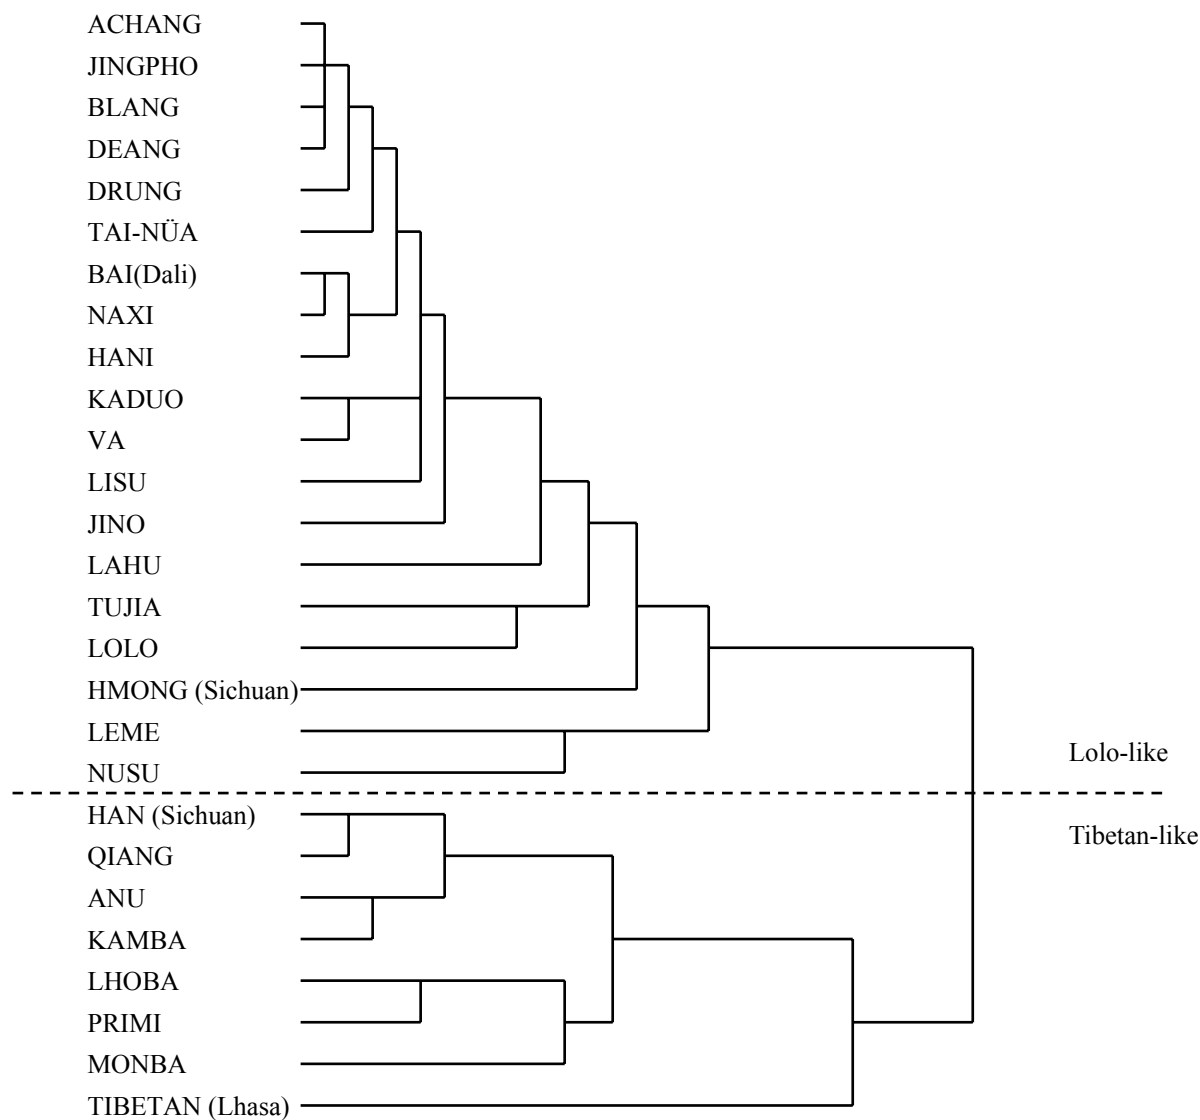 ACHANG
JINGPHO
BLANG
DEANG
DRUNG
TAI-NÜA
BAI(Dali)
NAXI
HANI
KADUO
VA
LISU
JINO
LAHU
TUJIA
LOLO
HMONG (Sichuan)
LEME
NUSU
Lolo-like
HAN (Sichuan)
Tibetan-like
QIANG
ANU
KAMBA
LHOBA
PRIMI
MONBA
TIBETAN (Lhasa)